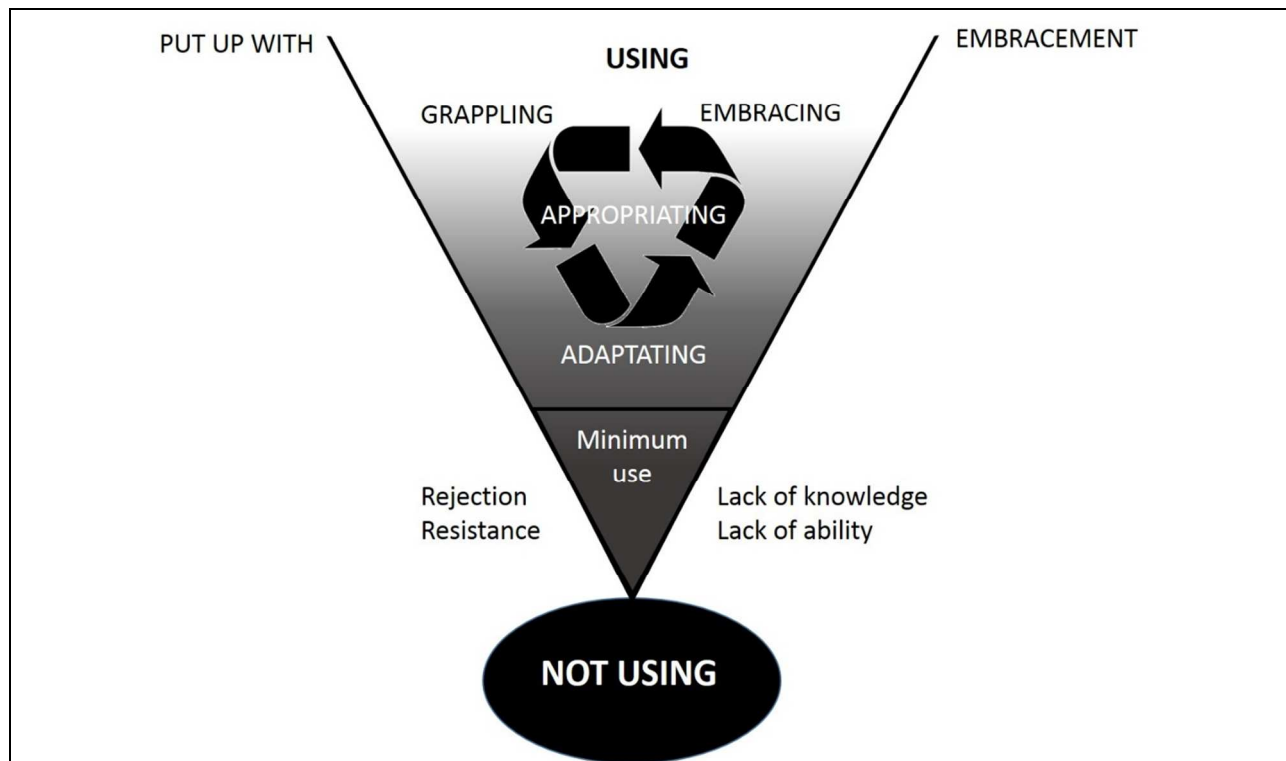 PUT UP WITH
EMBRACEMENT
USING
GRAPPLING
EMBRACING
APPROPRIATING
ADAPTATING
Minimum
use
Rejection
Resistance
Lack of knowledge
Lack of ability
NOT USING